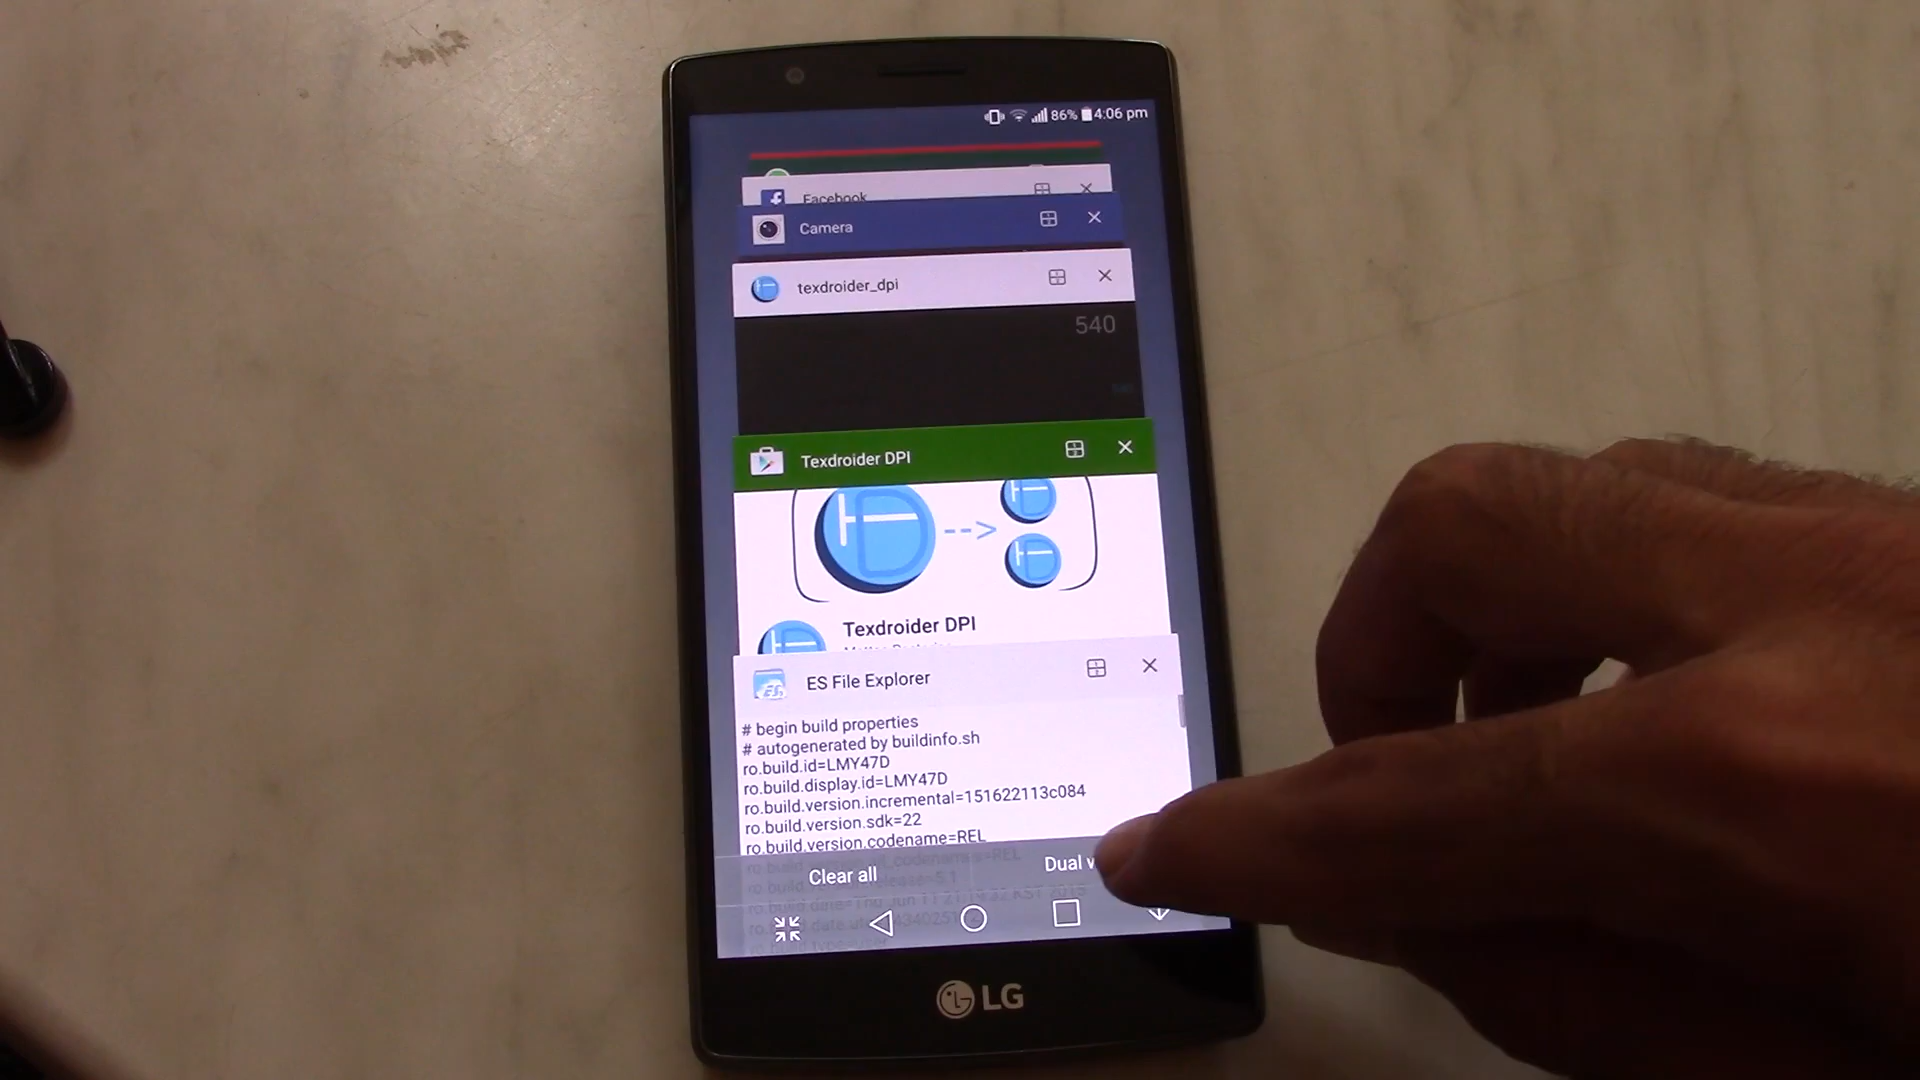 86% 4:06 pm
Facebook
Camera
texdroider_dpi
540
Texdroider DPI
-->
Texdroider DPI
ES File Explorer
# begin build properties
# autogenerated by buildinfo.sh
ro.build.id=LMY47D
ro.build.display.id=LMY47D
ro.build.version.incremental=151622113c084
ro.build.version.sdk=22
ro.build.version.codename=REL
Clear all
Dual
LG